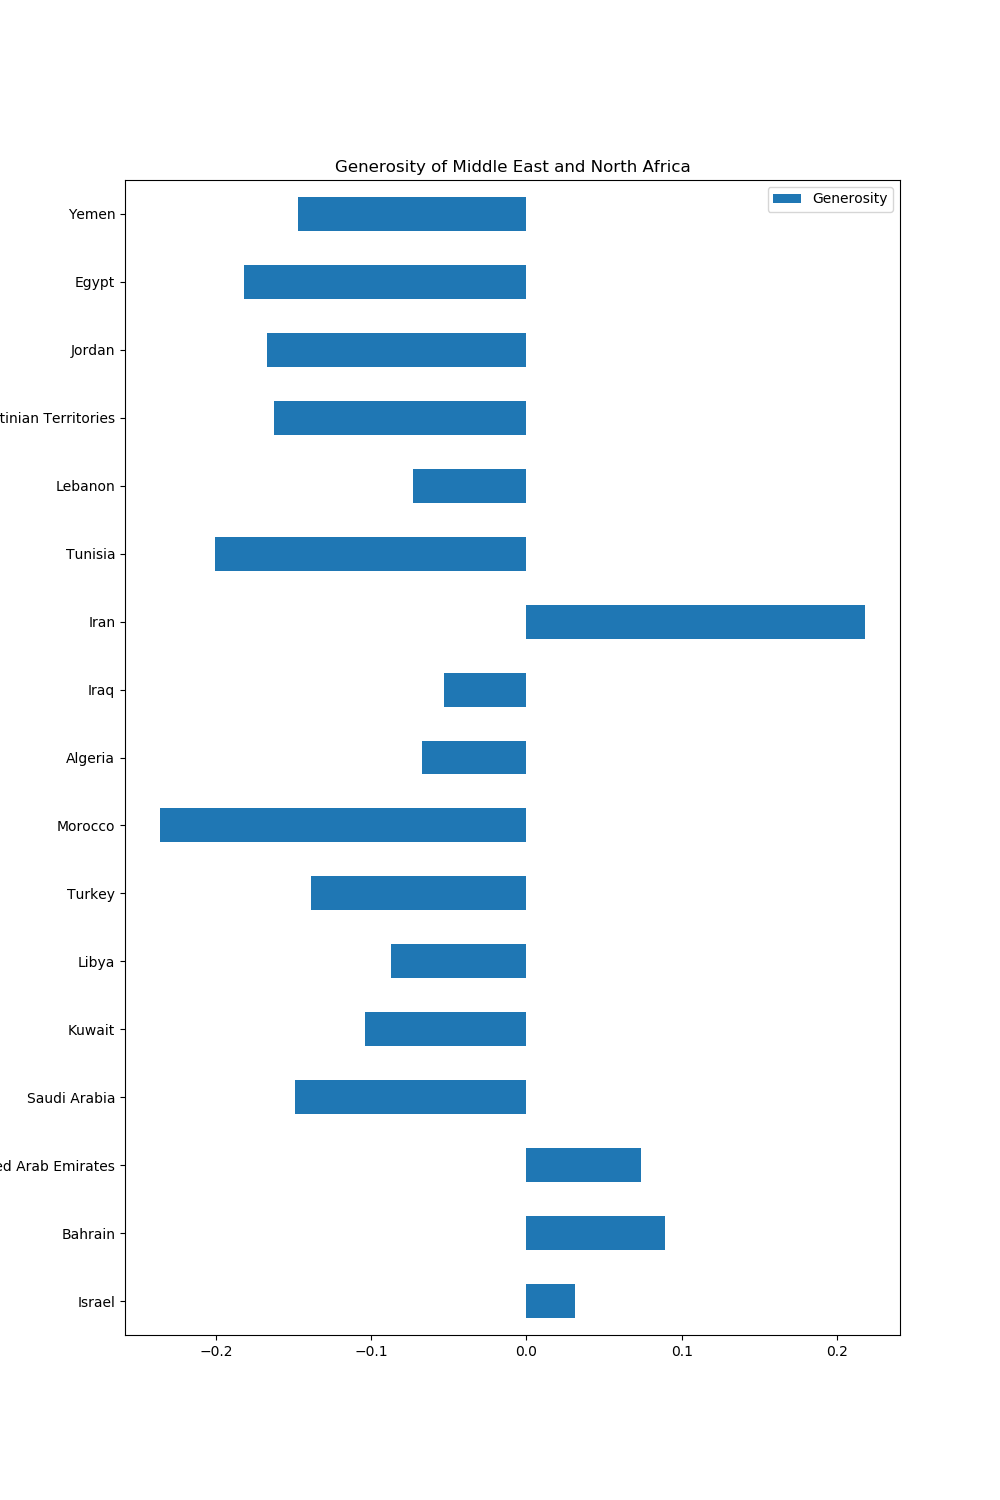 Generosity of Middle East and North Africa
Generosity
Yemen
Egypt
Jordan
tinian Territories
Lebanon
Tunisia
Iran
Iraq
Algeria
Morocco
Turkey
Libya
Kuwait
Saudi Arabia
ed Arab Emirates
Bahrain
Israel
−0.2 −0.1 0.0 0.1 0.2